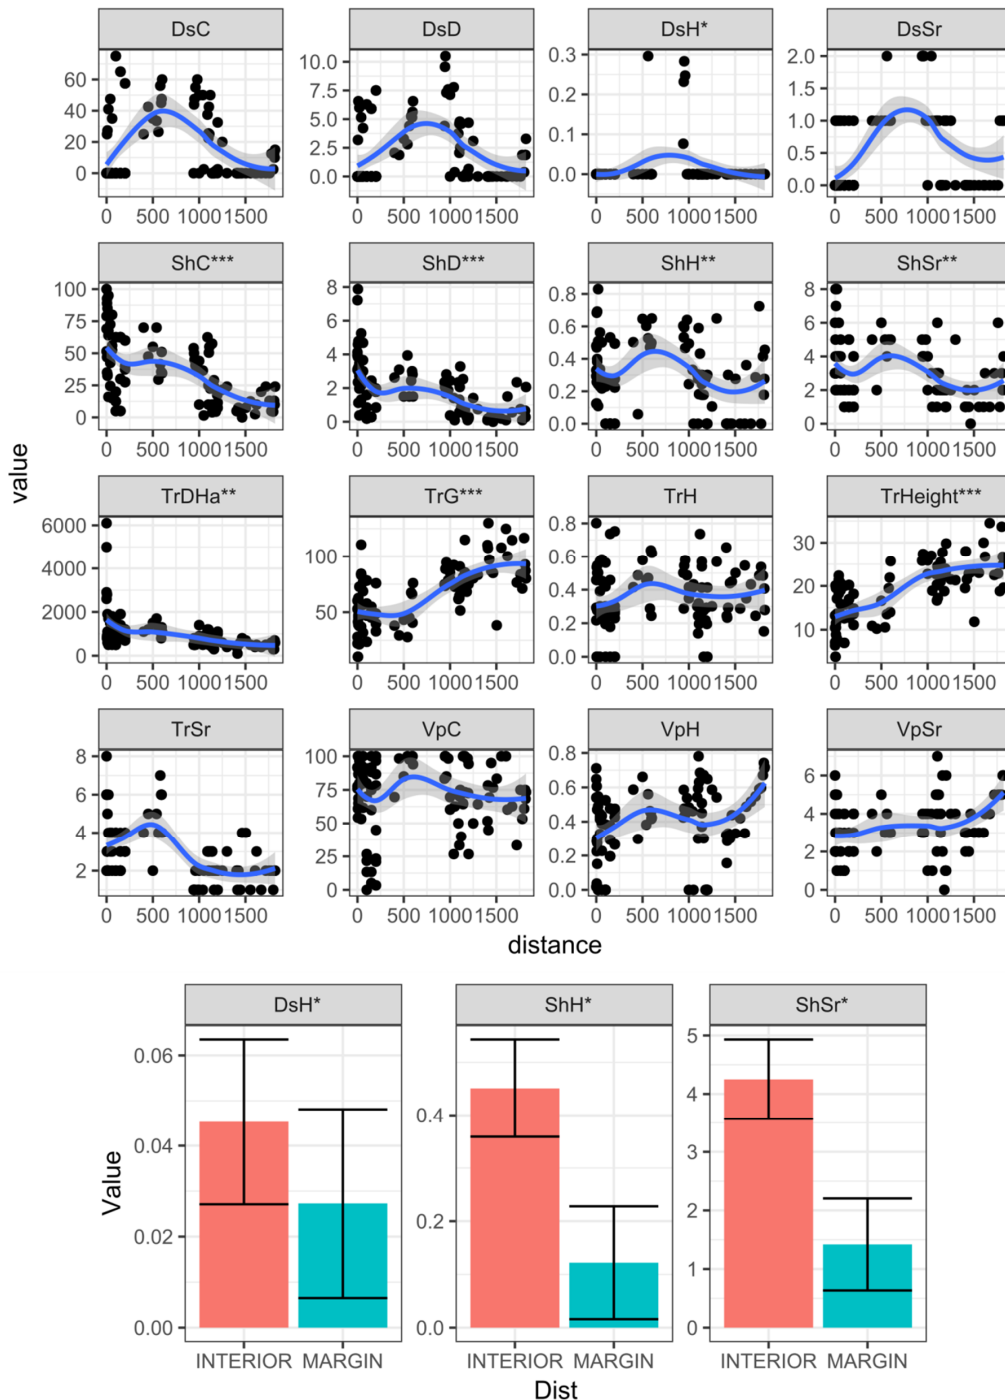 DsC DsD DsH* DsSr
60 40 20 0
10.0 7.5 5.0 2.5 0.0
0.3 0.2 0.1 0.0
2.0 1.5 1.0 0.5 0.0
0 500 1000 1500 0 500 1000 1500 0 500 1000 1500 0 500 1000 1500
ShC*** ShD*** ShH** ShSr**
100 75 50 25 0
8 6 4 2 0
0.8 0.6 0.4 0.2 0.0
8 6 4 2 0
0 500 1000 1500 0 500 1000 1500 0 500 1000 1500 0 500 1000 1500
value
TrDHa** TrG*** TrH TrHeight***
6000 4000 2000 0
100 50
0.8 0.6 0.4 0.2 0.0
30 20 10
0 500 1000 1500 0 500 1000 1500 0 500 1000 1500 0 500 1000 1500
TrSr VpC VpH VpSr
8 6 4 2
100 75 50 25 0
0.8 0.6 0.4 0.2 0.0
6 4 2 0
0 500 1000 1500 0 500 1000 1500 0 500 1000 1500 0 500 1000 1500
distance
DsH* ShH* ShSr*
0.06 0.04 0.02 0.00
0.4 0.2 0.0
5 4 3 2 1 0
Value
INTERIOR MARGIN INTERIOR MARGIN INTERIOR MARGIN
Dist